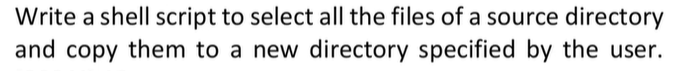 Write a shell script to select all the files of a source directory
and copy them to a new directory specified by the user.